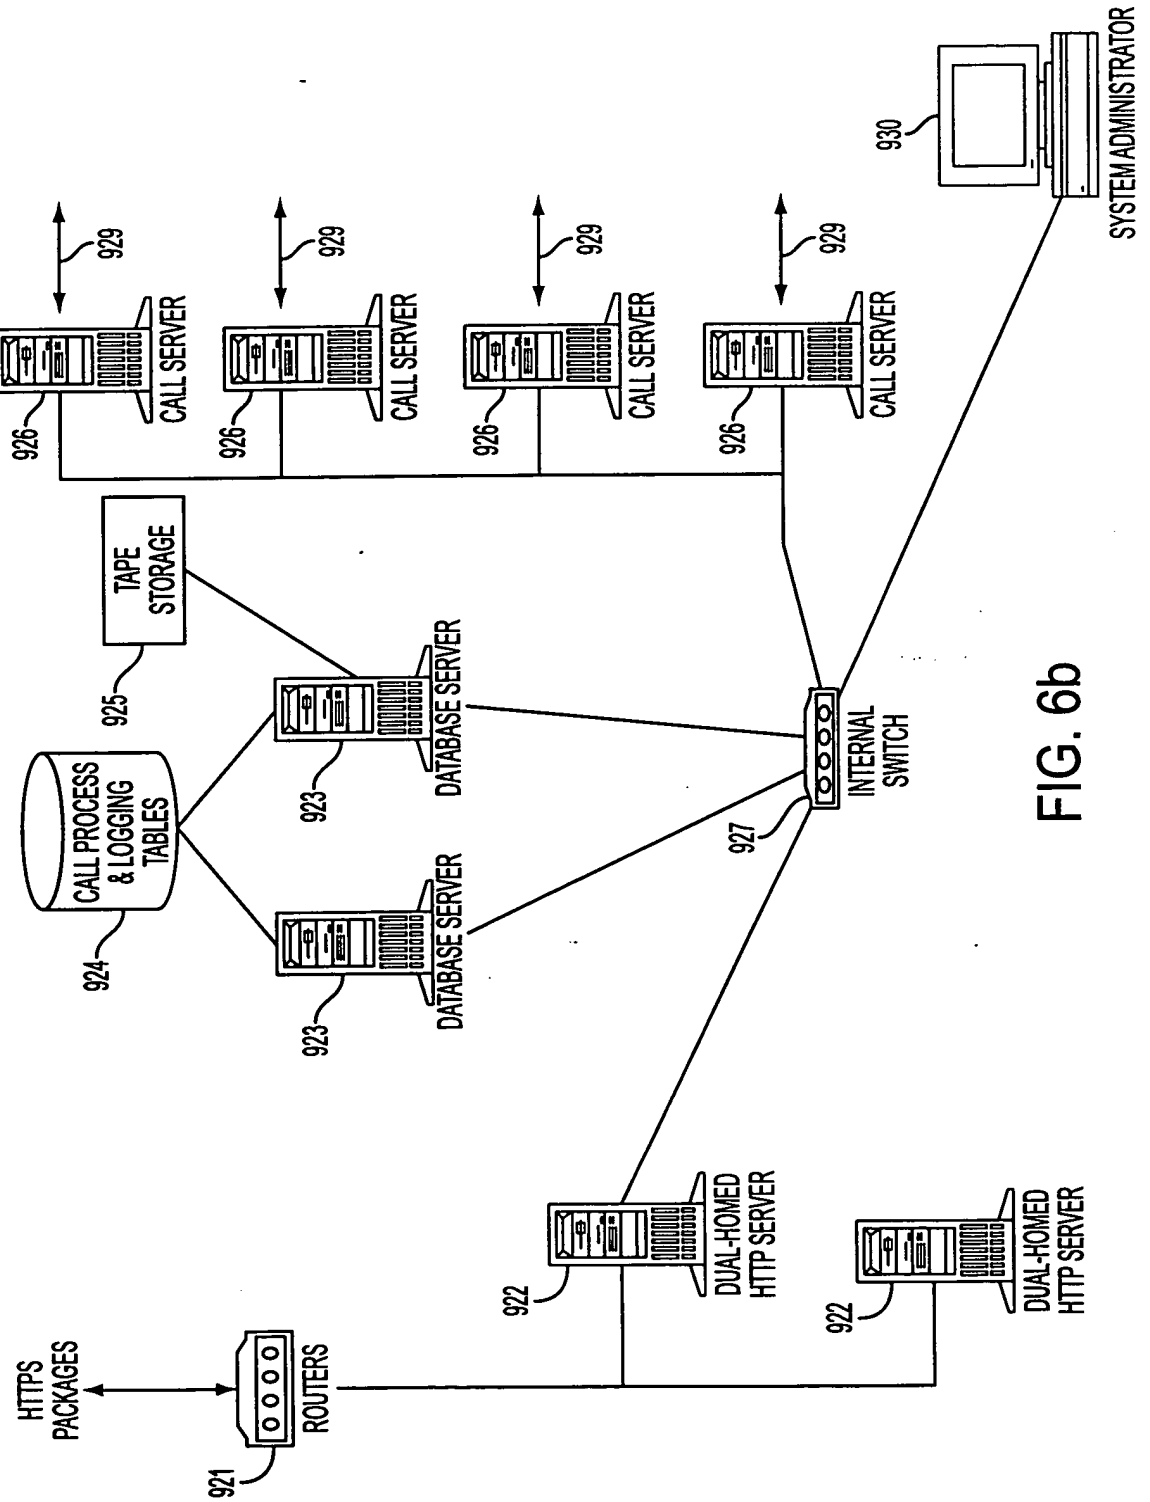 HTTPS
PACKAGES
921
ROUTERS
922
DUAL-HOMED
HTTP SERVER
922
DUAL-HOMED
HTTP SERVER
924
CALL PROCESS
& LOGGING
TABLES
923
DATABASE SERVER
923
DATABASE SERVER
925
TAPE
STORAGE
927
INTERNAL
SWITCH
926
CALL SERVER
929
926
CALL SERVER
929
926
CALL SERVER
929
926
CALL SERVER
929
930
SYSTEM ADMINISTRATOR
FIG. 6b